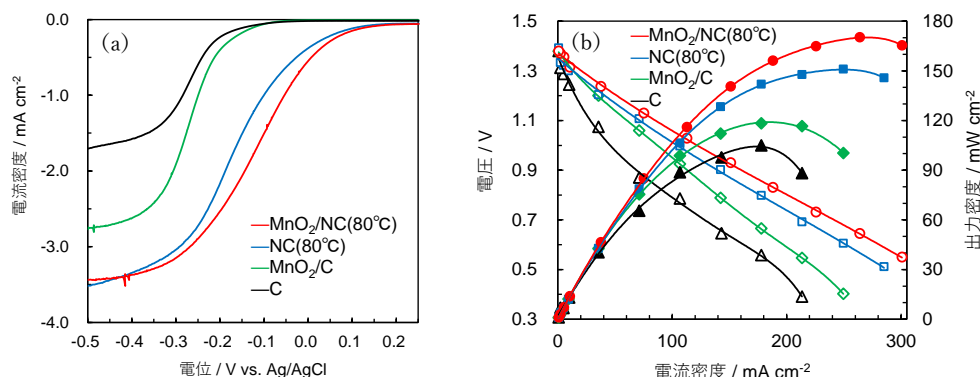 (a)
0.0
-1.0
-2.0
-3.0
-4.0
電流密度 / mA cm⁻²
-0.5 -0.4 -0.3 -0.2 -0.1 0.0 0.1 0.2
電位 / V vs. Ag/AgCl
MnO₂/NC(80℃)
NC(80℃)
MnO₂/C
C
(b)
MnO₂/NC(80℃)
NC(80℃)
MnO₂/C
C
1.5
1.3
1.1
0.9
0.7
0.5
0.3
電圧 / V
0 100 200 300
電流密度 / mA cm⁻²
180
150
120
90
60
30
0
出力密度 / mW cm⁻²